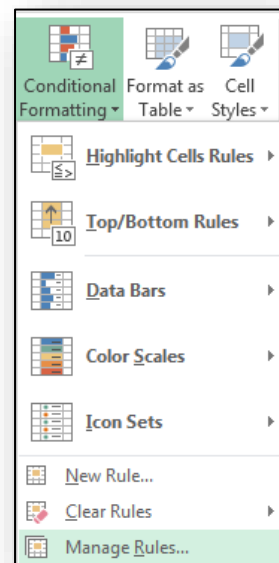 Conditional Format as Cell
Formatting Table Styles
≠
Highlight Cells Rules
≤>
Top/Bottom Rules
10
Data Bars
Color Scales
Icon Sets
New Rule...
Clear Rules
Manage Rules...